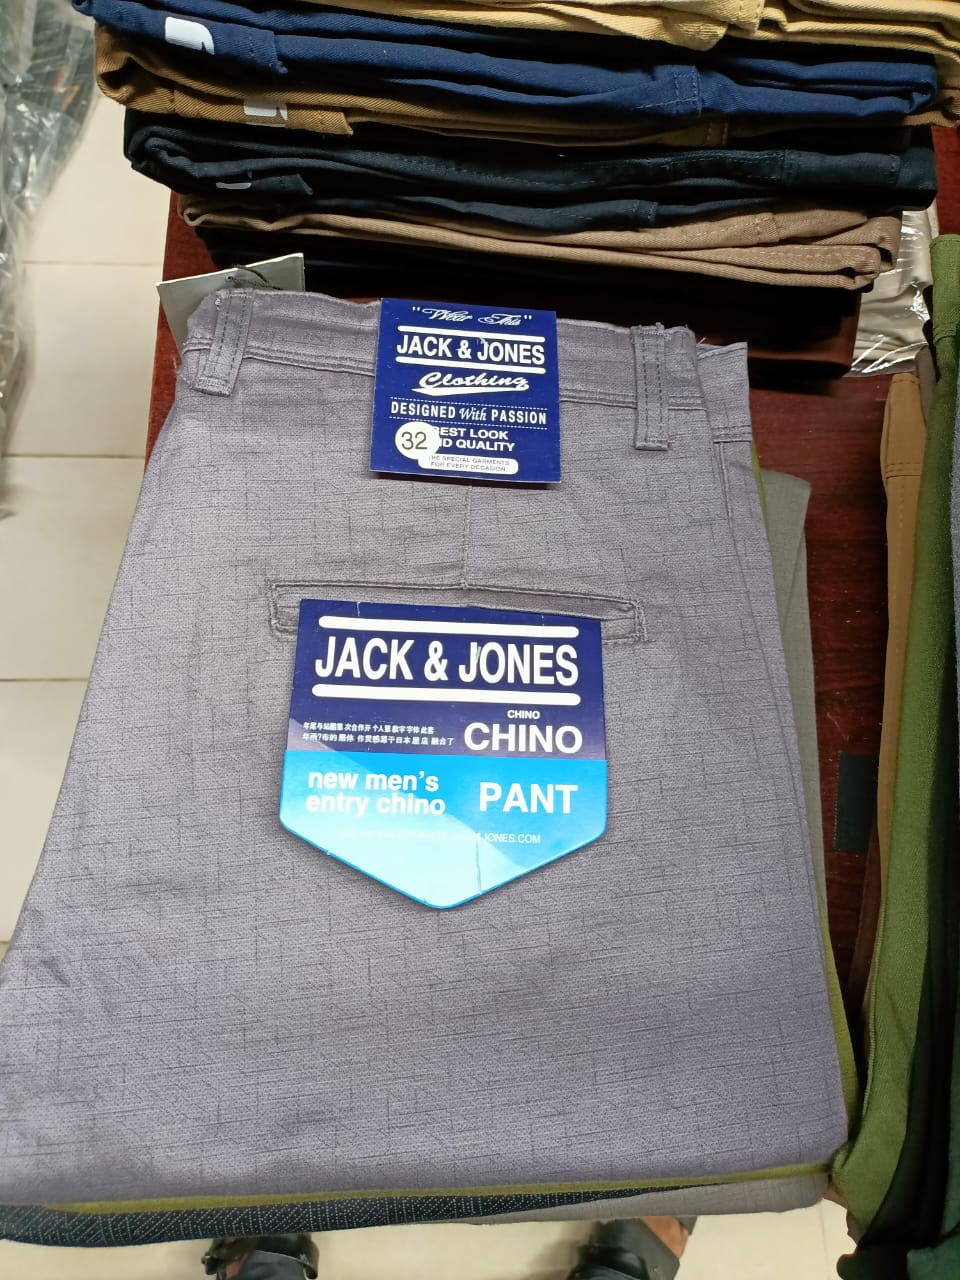 "Wear This"
JACK & JONES
Clothing
DESIGNED With PASSION
BEST LOOK
32
QUALITY
THE SPECIAL GARMENTS
FOR EVERY OCCASION
JACK & JONES
CHINO
CHINO
new men's
entry chino
PANT
JONES.COM